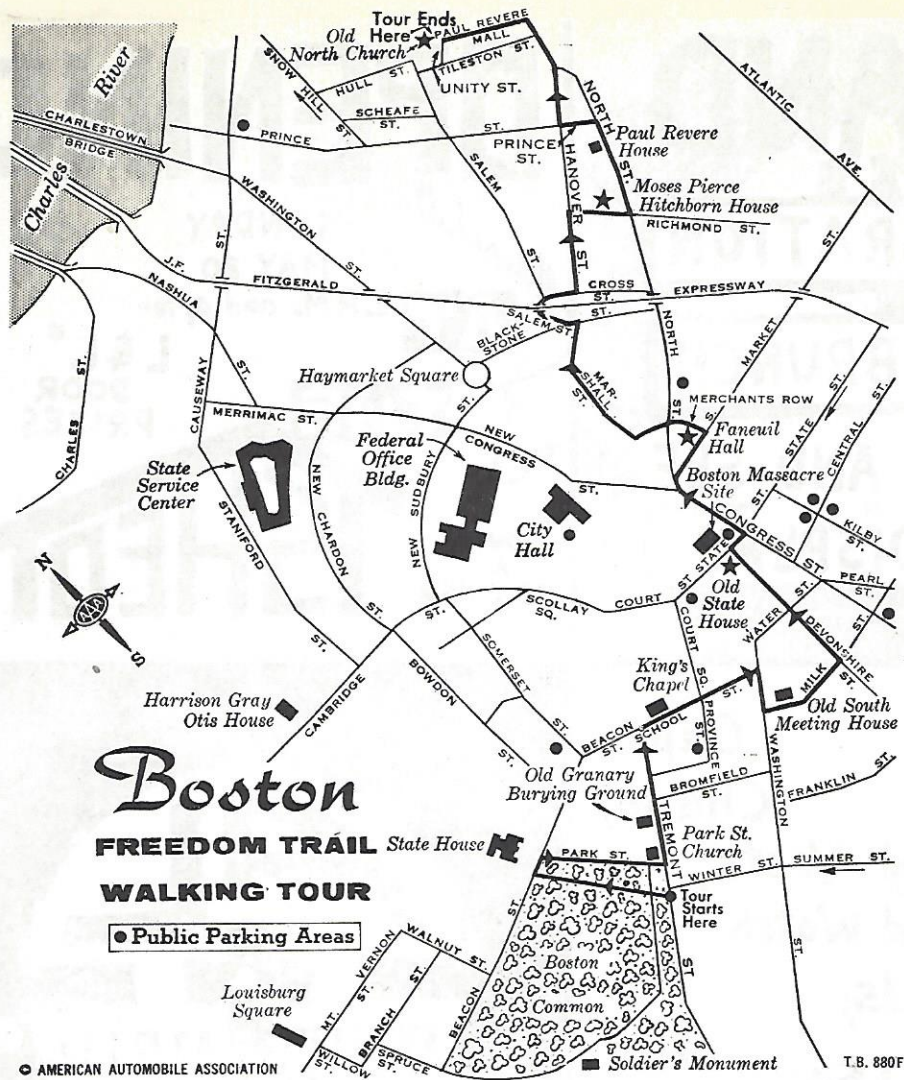 Tour Ends
Here
Old
North Church
PAUL REVERE
MALL
TILESTON ST.
UNITY ST.
HULL ST.
SNOW HILL ST.
SCHEAFE
ST.
ATLANTIC
AVE.
River
Charles
CHARLESTOWN
BRIDGE
PRINCE ST.
PRINCE
ST.
HANOVER ST.
NORTH ST.
Paul Revere
House
Moses Pierce
Hitchborn House
RICHMOND ST.
WASHINGTON ST.
SALEM ST.
J.F. FITZGERALD EXPRESSWAY
NASHUA ST.
CROSS
ST.
SALEM ST.
BLACK-
STONE
ST.
NORTH ST.
MAR-
SHALL
ST.
S. MARKET ST.
MERCHANTS ROW
Faneuil
Hall
STATE ST.
CENTRAL ST.
CHARLES ST.
CAUSEWAY ST.
Haymarket Square
MERRIMAC ST.
NEW
CONGRESS
ST.
State
Service
Center
Federal
Office
Bldg.
NEW SUDBURY ST.
NEW CHARDON ST.
STANIFORD ST.
City
Hall
Boston Massacre
Site
CONGRESS ST.
KILBY
ST.
PEARL
ST.
STATE ST.
Old
State
House
WATER ST.
DEVONSHIRE
ST.
MILK
Old South
Meeting House
COURT ST.
SCOLLAY
SQ.
COURT SQ.
PROVINCE
ST.
SOMERSET ST.
BOWDON ST.
CAMBRIDGE ST.
N
AAA
S
Harrison Gray
Otis House
King's
Chapel
BEACON ST.
SCHOOL ST.
Old Granary
Burying Ground
BROMFIELD
ST.
WASHINGTON ST.
FRANKLIN ST.
TREMONT ST
Park St.
Church
PARK ST.
WINTER ST.
SUMMER ST.
Tour
Starts
Here
Boston
FREEDOM TRAIL
WALKING TOUR
● Public Parking Areas
State House
Boston
Common
BEACON ST.
WALNUT ST.
MT. VERNON ST.
BRANCH ST.
WILLOW
ST.
SPRUCE ST.
Louisburg
Square
Soldier's Monument
© AMERICAN AUTOMOBILE ASSOCIATION
T.B. 880F